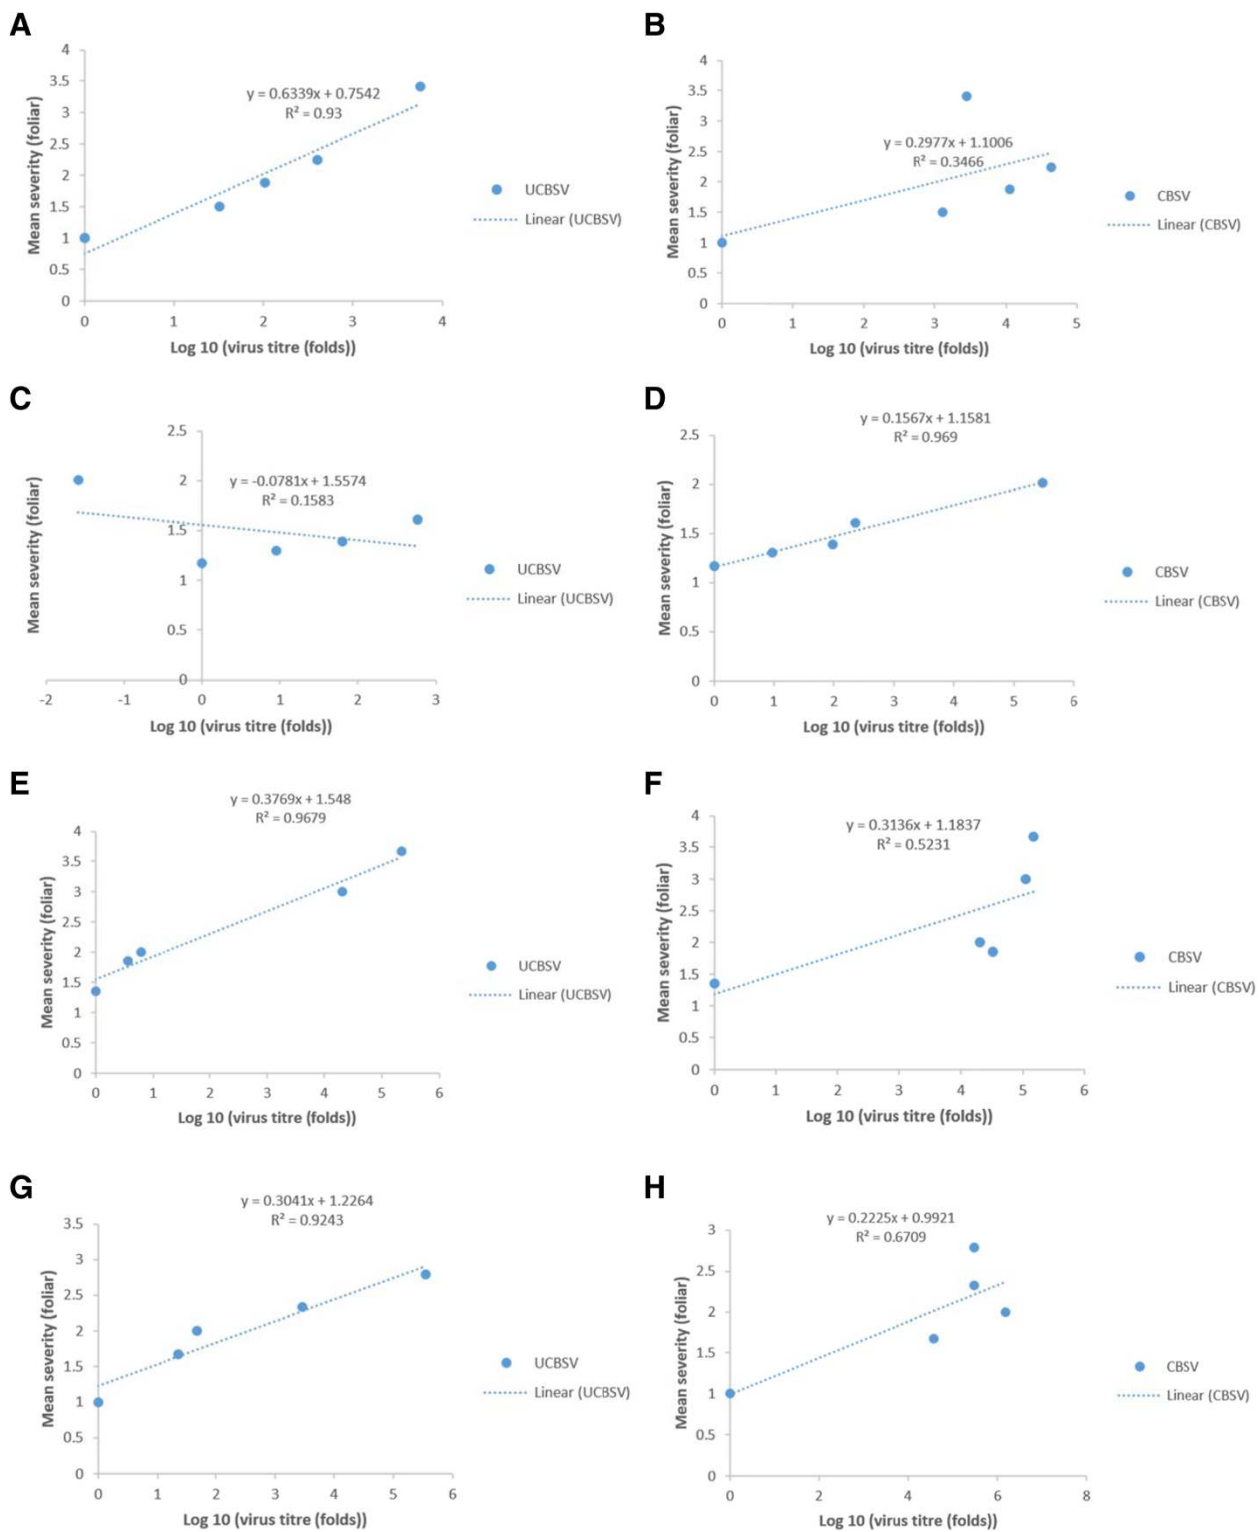 A
4
3.5
3
2.5
2
1.5
1
0.5
0
Mean severity (foliar)
y = 0.6339x + 0.7542
R² = 0.93
UCBSV
Linear (UCBSV)
0 1 2 3 4
Log 10 (virus titre (folds))
B
4
3.5
3
2.5
2
1.5
1
0.5
0
Mean severity (foliar)
y = 0.2977x + 1.1006
R² = 0.3466
CBSV
Linear (CBSV)
0 1 2 3 4 5
Log 10 (virus titre (folds))
C
2.5
2
1.5
1
0.5
0
Mean severity (foliar)
y = -0.0781x + 1.5574
R² = 0.1583
UCBSV
Linear (UCBSV)
-2 -1 0 1 2 3
Log 10 (virus titre (folds))
D
y = 0.1567x + 1.1581
R² = 0.969
2.5
2
1.5
1
0.5
0
Mean severity (foliar)
CBSV
Linear (CBSV)
0 1 2 3 4 5 6
Log 10 (virus titre (folds))
E
y = 0.3769x + 1.548
R² = 0.9679
4
3.5
3
2.5
2
1.5
1
0.5
0
Mean severity (foliar)
UCBSV
Linear (UCBSV)
0 1 2 3 4 5 6
Log 10 (virus titre (folds))
F
4
3.5
3
2.5
2
1.5
1
0.5
0
Mean severity (foliar)
y = 0.3136x + 1.1837
R² = 0.5231
CBSV
Linear (CBSV)
0 1 2 3 4 5 6
Log 10 (virus titre (folds))
G
y = 0.3041x + 1.2264
R² = 0.9243
3.5
3
2.5
2
1.5
1
0.5
0
Mean severity (foliar)
UCBSV
Linear (UCBSV)
0 1 2 3 4 5 6
Log 10 (virus titre (folds))
H
y = 0.2225x + 0.9921
R² = 0.6709
3
2.5
2
1.5
1
0.5
0
Mean severity (foliar)
CBSV
Linear (CBSV)
0 2 4 6 8
Log 10 (virus titre (folds))